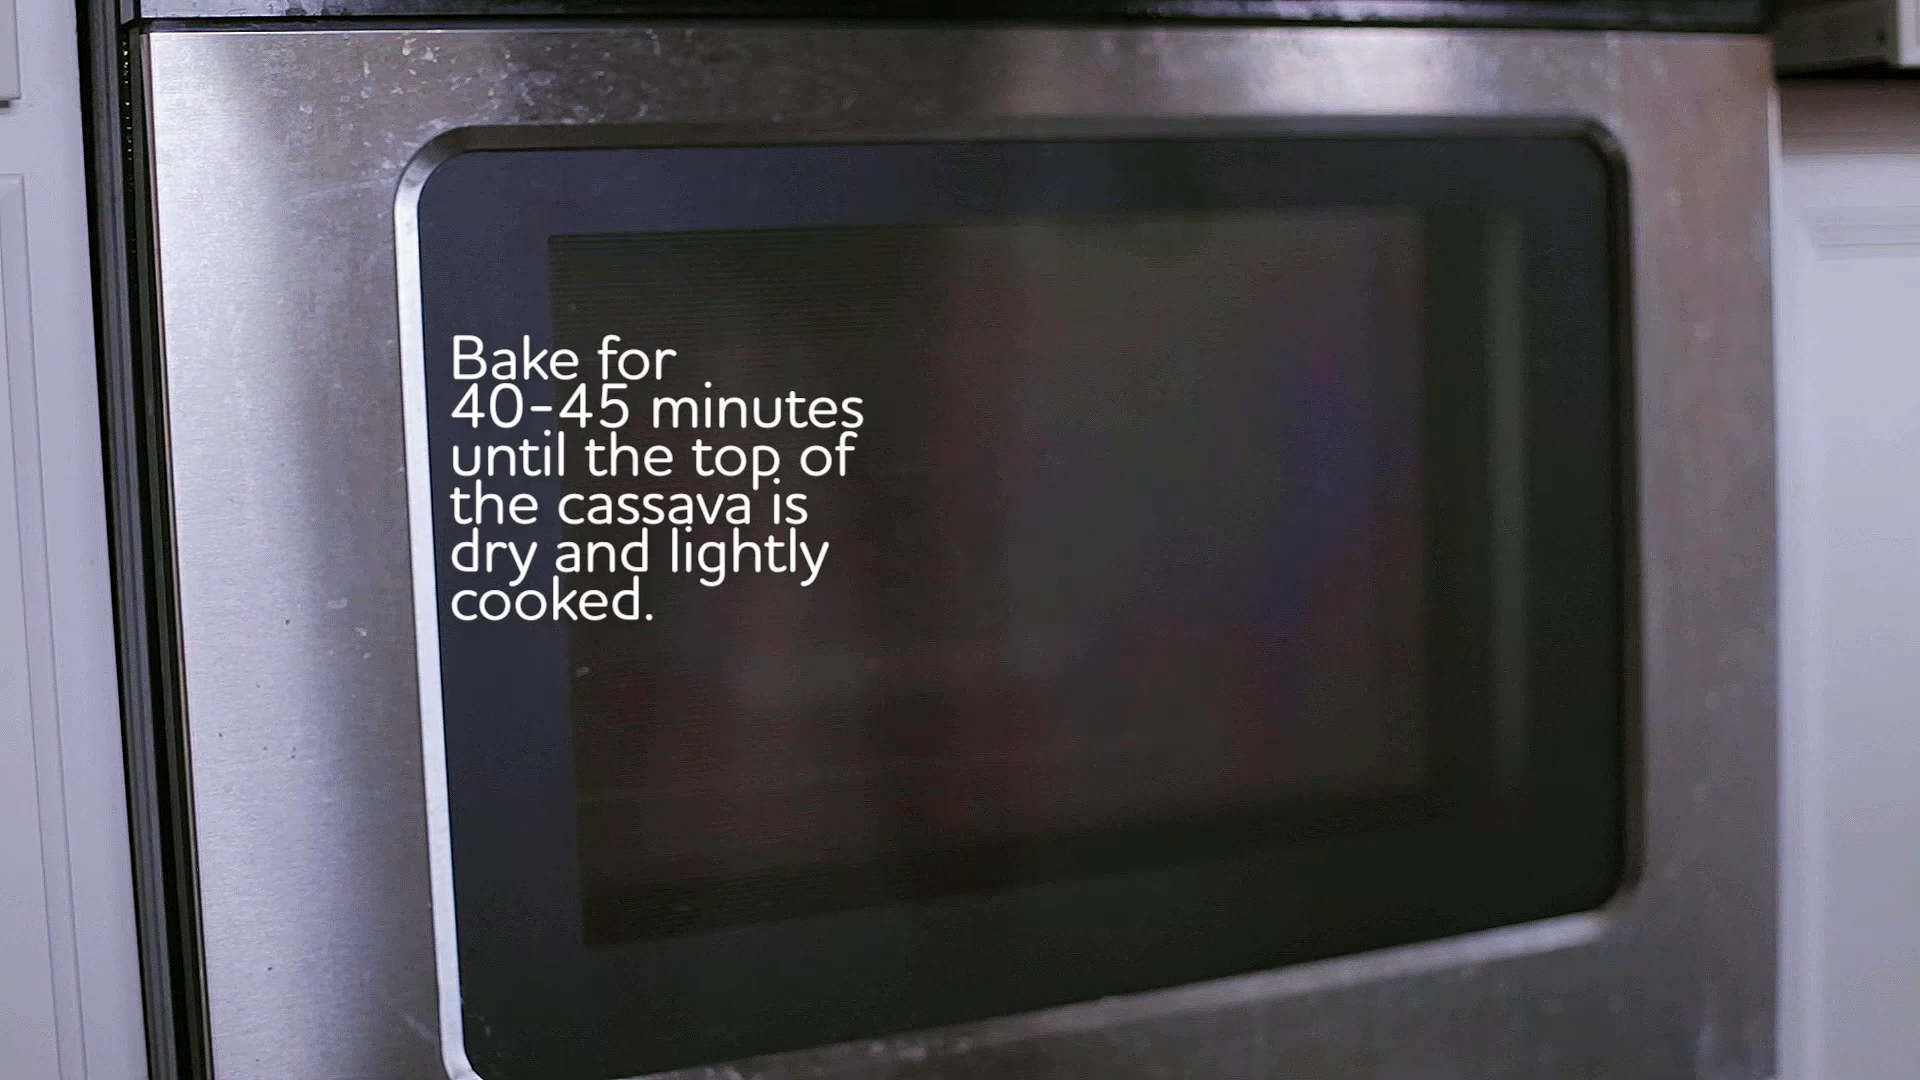 Bake for
40-45 minutes
until the top of
the cassava is
dry and lightly
cooked.